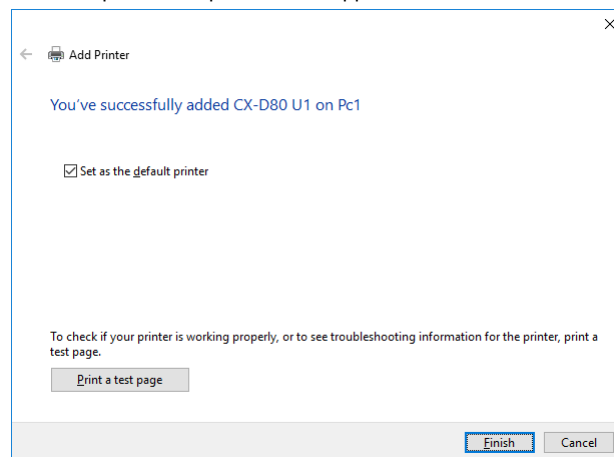 Add Printer
You've successfully added CX-D80 U1 on Pc1
Set as the default printer
To check if your printer is working properly, or to see troubleshooting information for the printer, print a
test page.
Print a test page
Finish Cancel